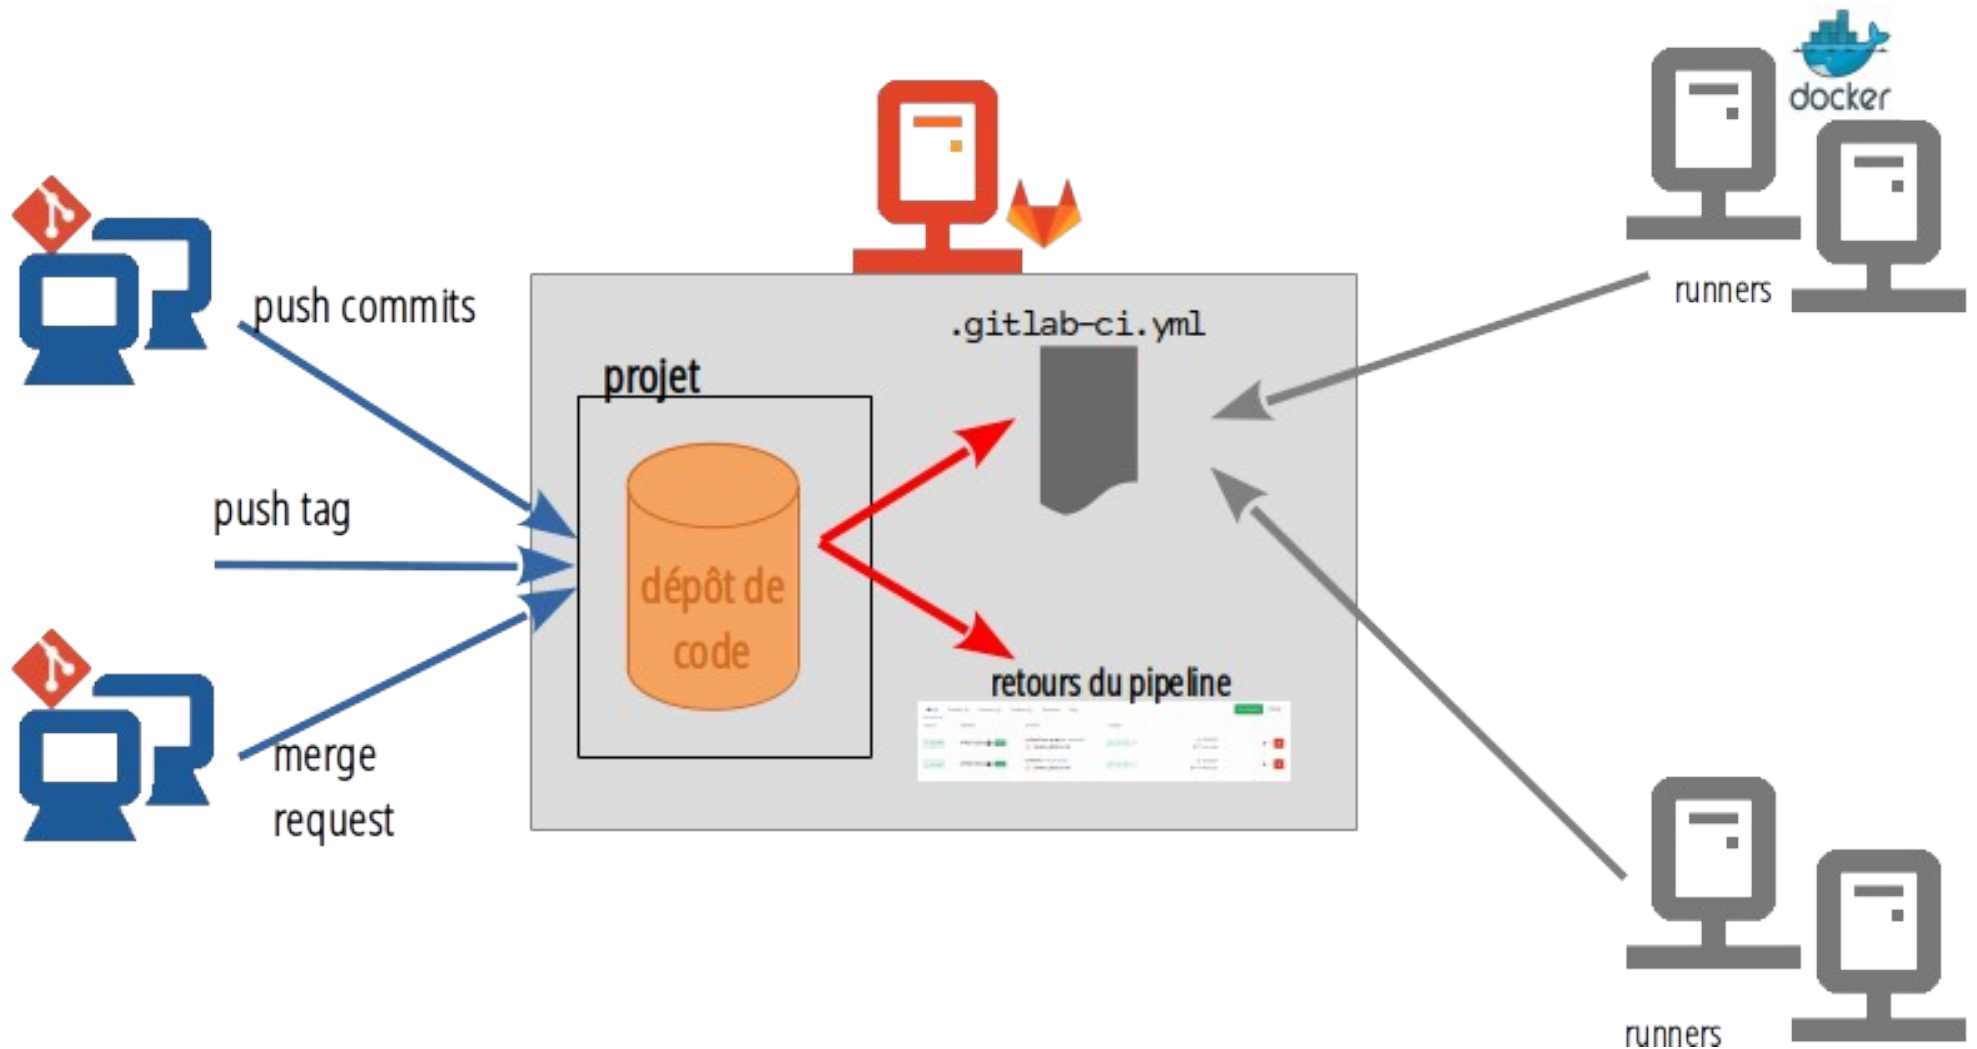 docker
runners
push commits
.gitlab-ci.yml
projet
push tag
dépôt de
code
retours du pipeline
merge
request
runners